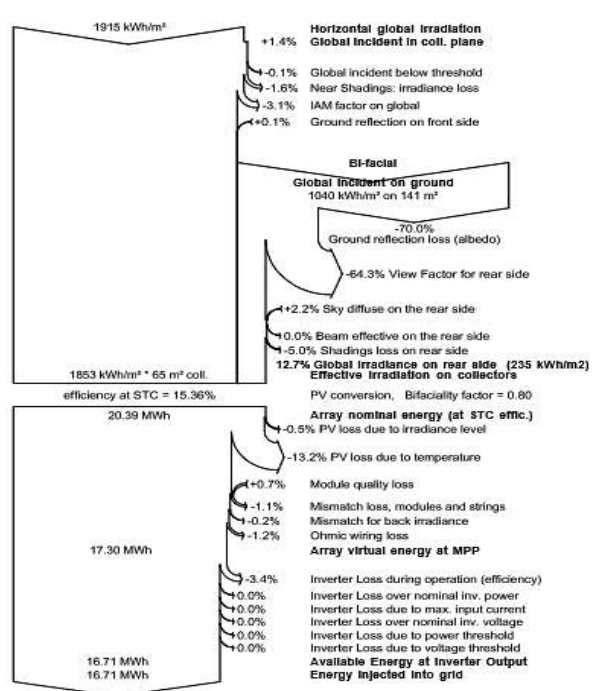 1915 kWh/m² Horizontal global irradiation
+1.4% Global incident in coll. plane
-0.1% Global incident below threshold
-1.6% Near Shadings: irradiance loss
-3.1% IAM factor on global
+0.1% Ground reflection on front side
Bi-facial
Global incident on ground
1040 kWh/m² on 141 m²
-70.0%
Ground reflection loss (albedo)
-64.3% View Factor for rear side
+2.2% Sky diffuse on the rear side
0.0% Beam effective on the rear side
-5.0% Shadings loss on rear side
12.7% Global Irradiance on rear side (235 kWh/m2)
1853 kWh/m² * 65 m² coll. Effective irradiation on collectors
efficiency at STC = 15.36% PV conversion, Bifaciality factor = 0.80
20.39 MWh Array nominal energy (at STC effic.)
-0.5% PV loss due to irradiance level
-13.2% PV loss due to temperature
+0.7% Module quality loss
-1.1% Mismatch loss, modules and strings
-0.2% Mismatch for back irradiance
-1.2% Ohmic wiring loss
17.30 MWh Array virtual energy at MPP
-3.4% Inverter Loss during operation (efficiency)
0.0% Inverter Loss over nominal inv. power
0.0% Inverter Loss due to max. input current
0.0% Inverter Loss over nominal inv. voltage
0.0% Inverter Loss due to power threshold
0.0% Inverter Loss due to voltage threshold
16.71 MWh Available Energy at Inverter Output
16.71 MWh Energy injected into grid